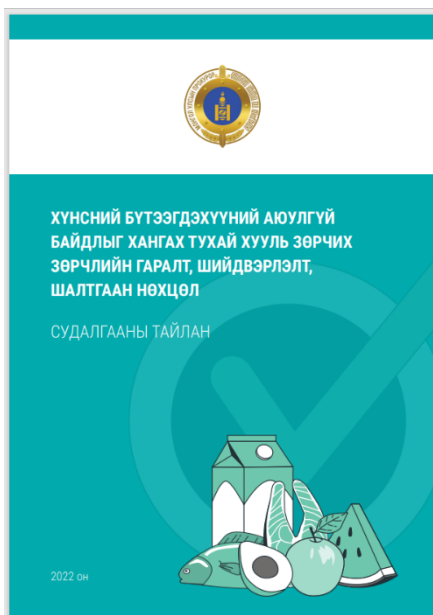 ХҮНСНИЙ БҮТЭЭГДЭХҮҮНИЙ АЮУЛГҮЙ
БАЙДЛЫГ ХАНГАХ ТУХАЙ ХУУЛЬ ЗӨРЧИХ
ЗӨРЧЛИЙН ГАРАЛТ, ШИЙДВЭРЛЭЛТ,
ШАЛТГААН НӨХЦӨЛ
СУДАЛГААНЫ ТАЙЛАН
2022 он